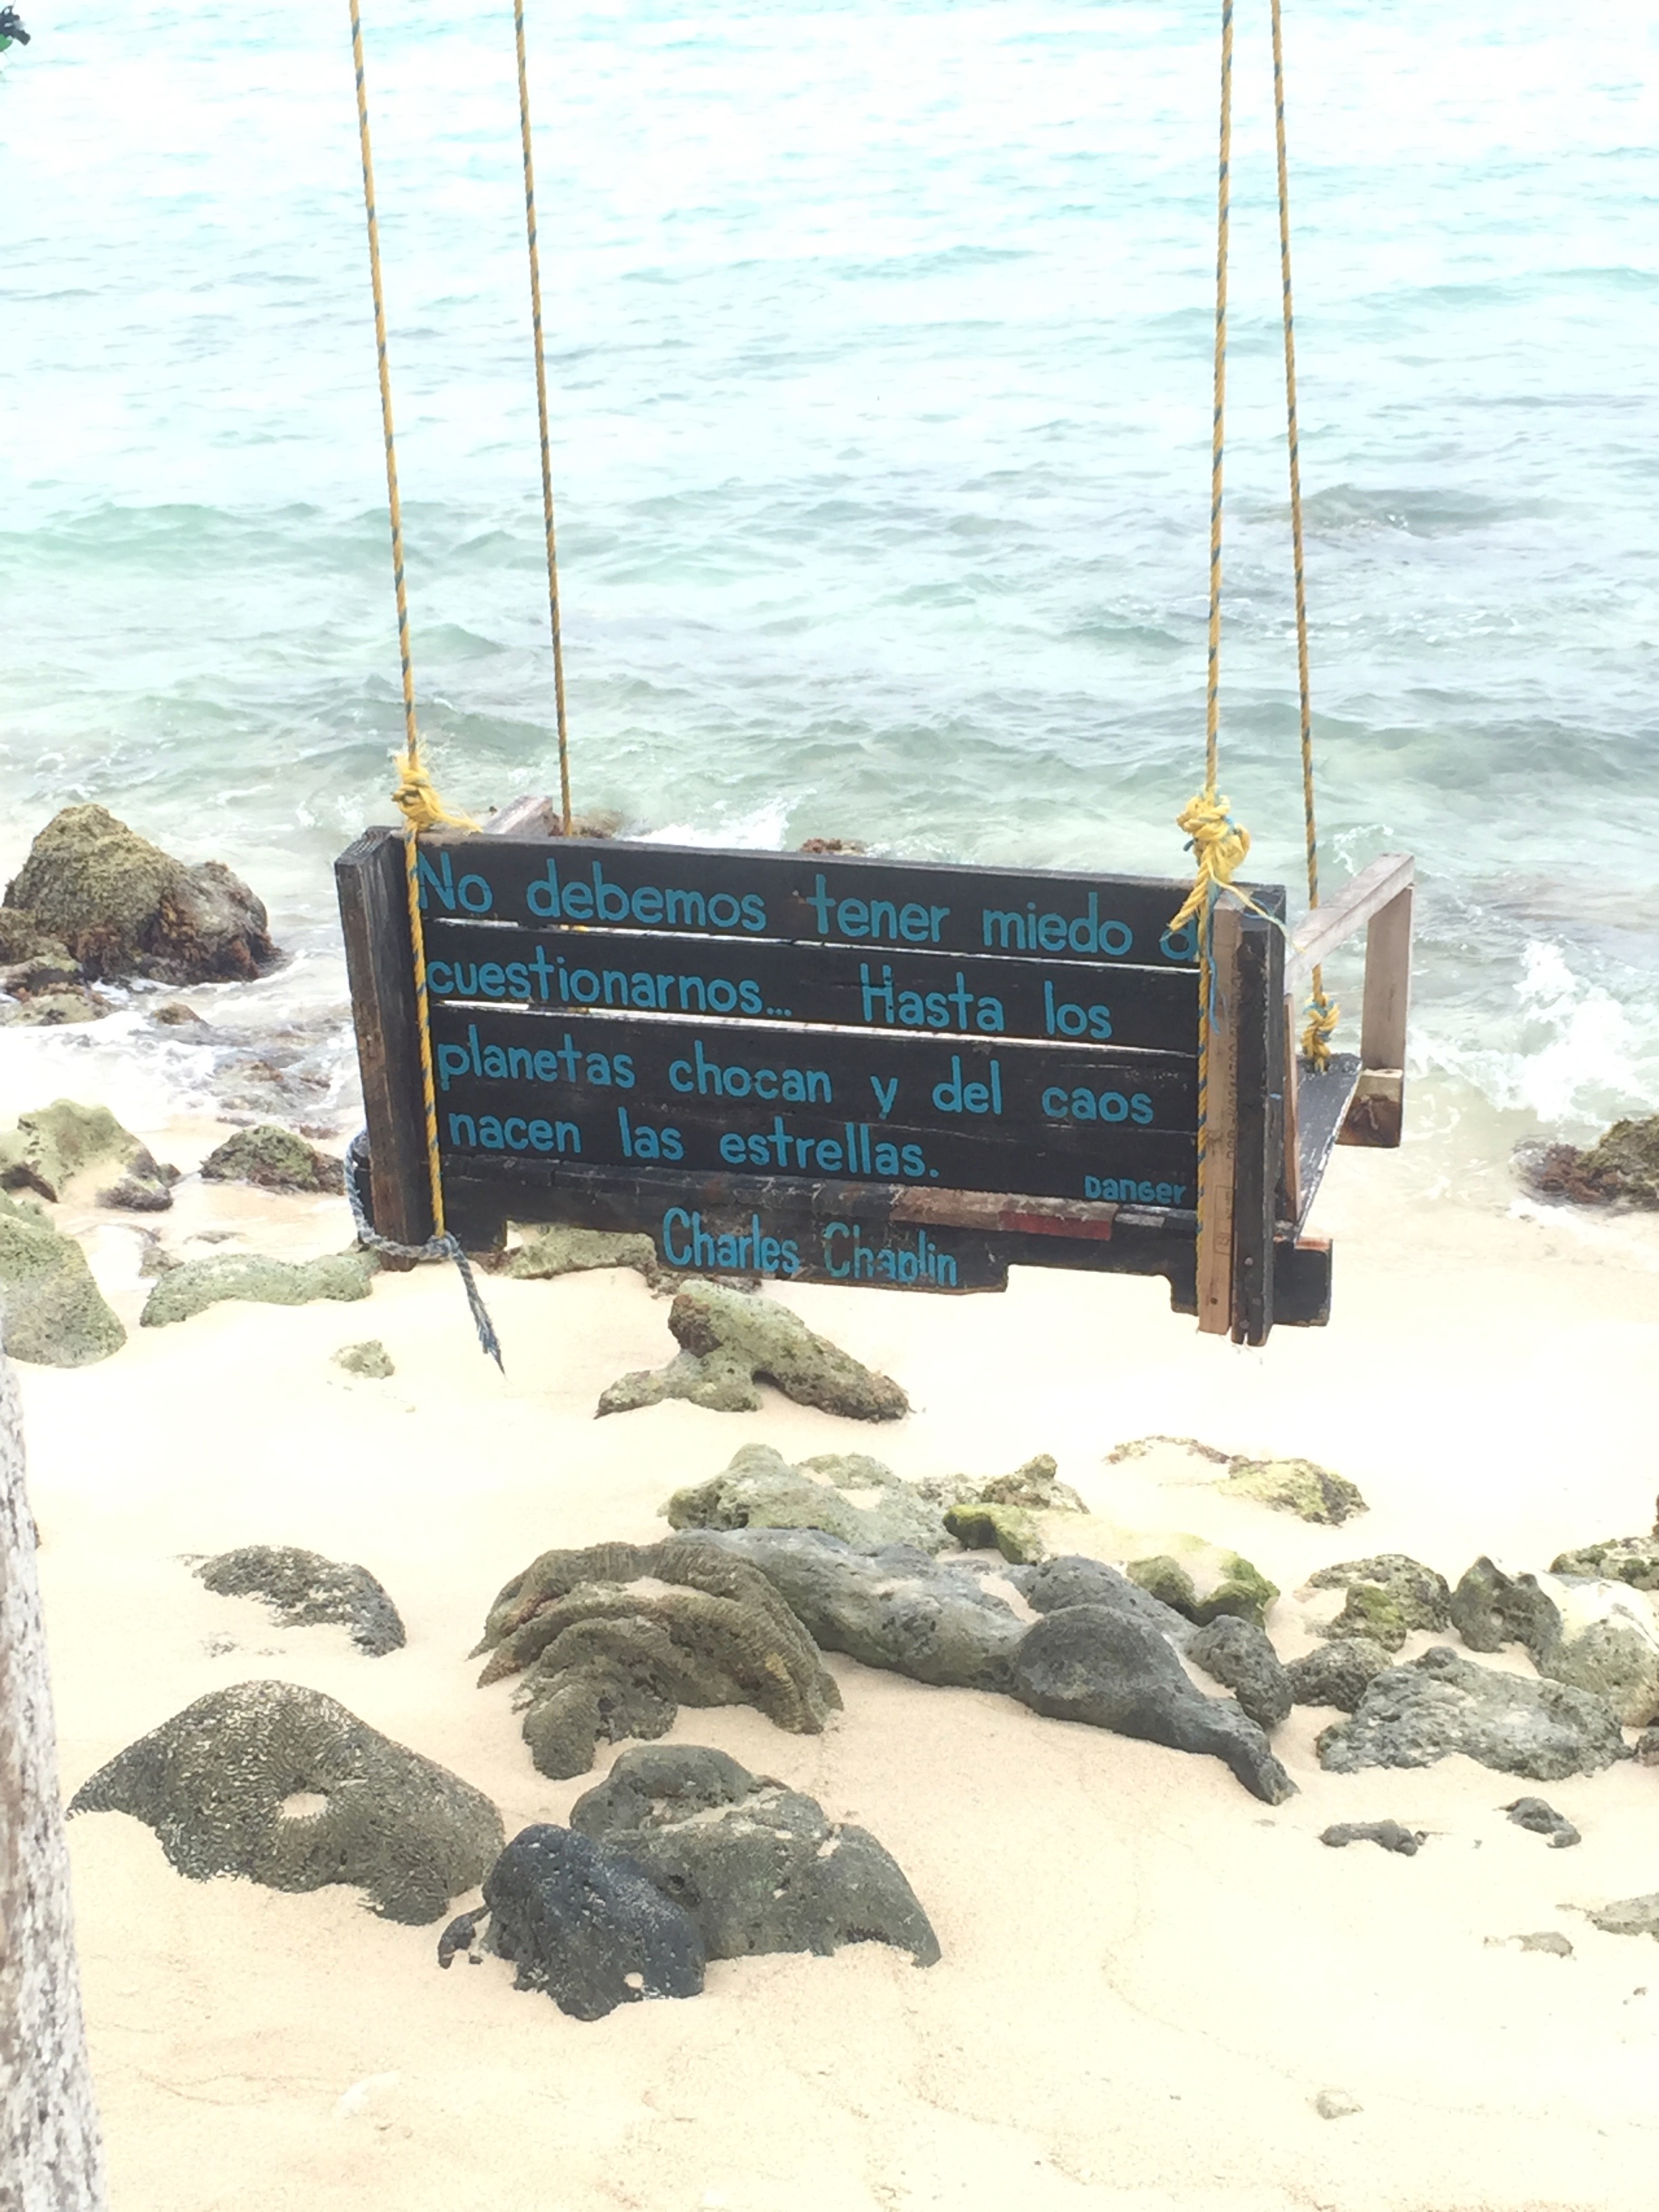 No debemos tener miedo a
cuestionarnos... Hasta los
planetas chocan y del caos
nacen las estrellas.
Danger
Charles Chaplin